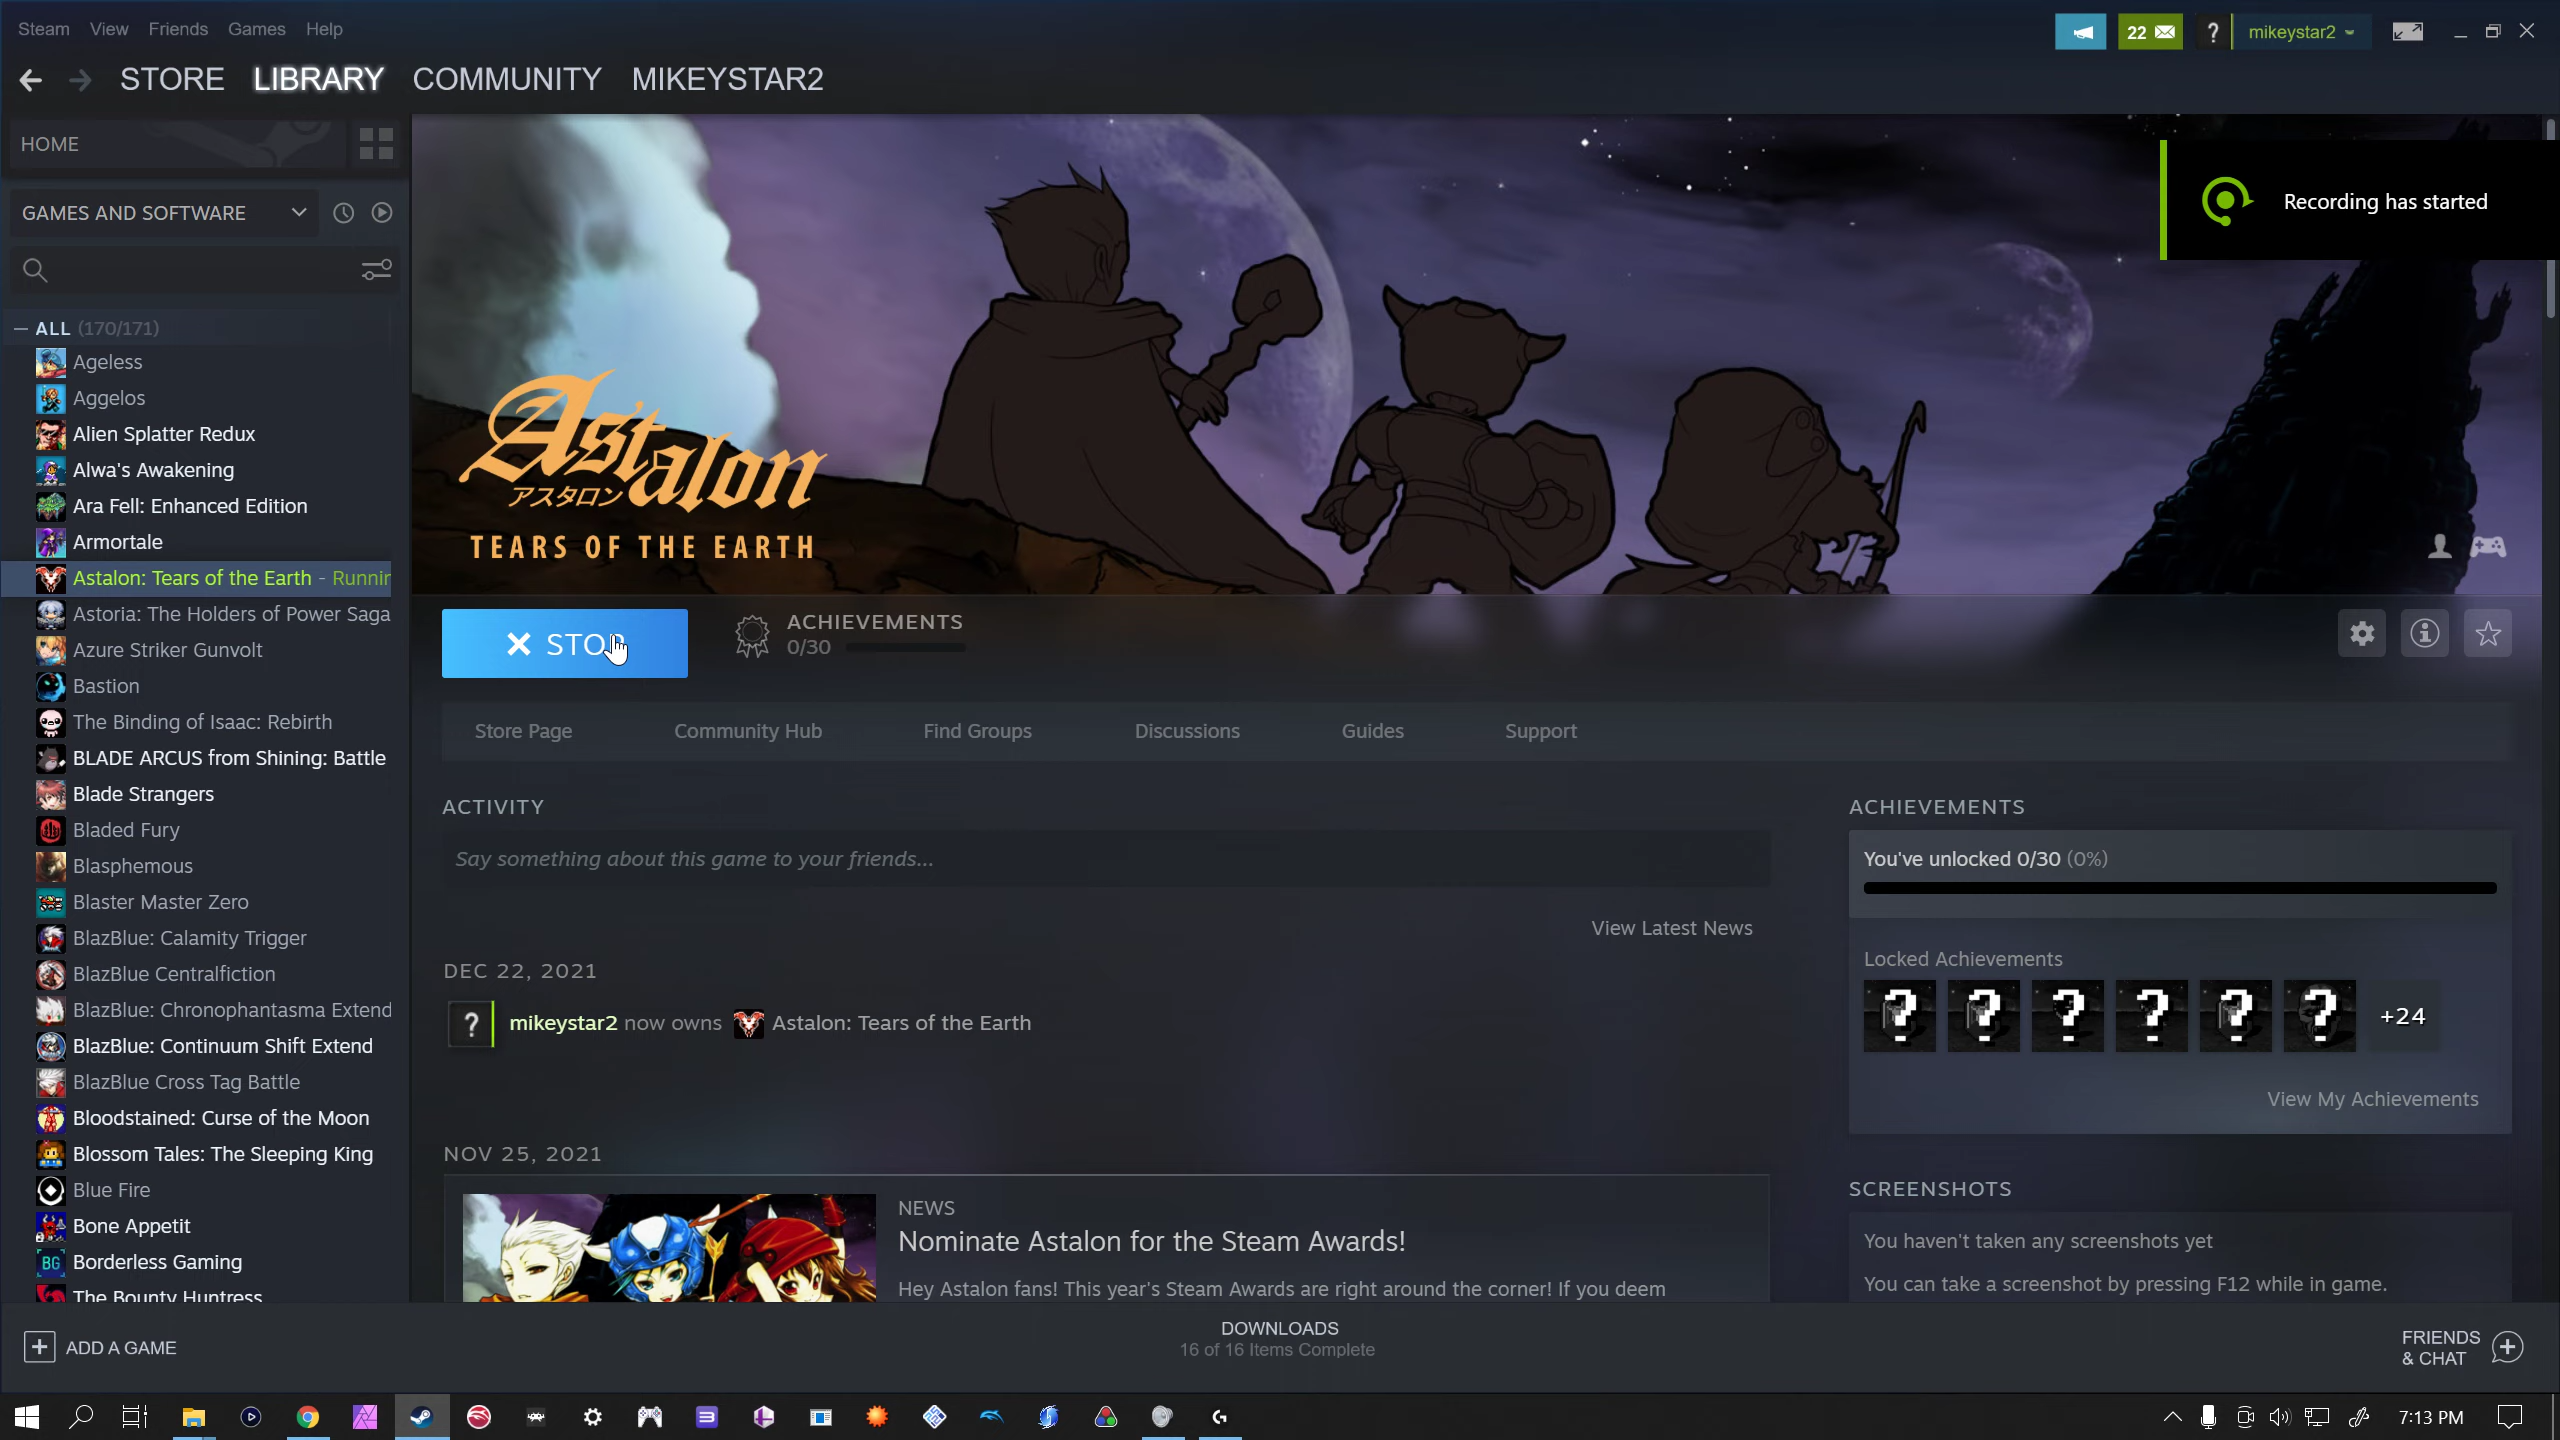 Steam View Friends Games Help
22 ? mikeystar2
STORE LIBRARY COMMUNITY MIKEYSTAR2
HOME
Recording has started
GAMES AND SOFTWARE
ALL (170/171)
Ageless
Aggelos
Alien Splatter Redux
Alwa's Awakening
Ara Fell: Enhanced Edition
Armortale
Astalon: Tears of the Earth - Runnin
Astoria: The Holders of Power Saga
Azure Striker Gunvolt
Bastion
The Binding of Isaac: Rebirth
BLADE ARCUS from Shining: Battle
Blade Strangers
Bladed Fury
Blasphemous
Blaster Master Zero
BlazBlue: Calamity Trigger
BlazBlue Centralfiction
BlazBlue: Chronophantasma Extend
BlazBlue: Continuum Shift Extend
BlazBlue Cross Tag Battle
Bloodstained: Curse of the Moon
Blossom Tales: The Sleeping King
Blue Fire
Bone Appetit
BG Borderless Gaming
The Bounty Huntress
Astalon
アスタロン
TEARS OF THE EARTH
STOP
ACHIEVEMENTS
0/30
Store Page Community Hub Find Groups Discussions Guides Support
ACTIVITY
Say something about this game to your friends...
View Latest News
DEC 22, 2021
? mikeystar2 now owns Astalon: Tears of the Earth
NOV 25, 2021
NEWS
Nominate Astalon for the Steam Awards!
Hey Astalon fans! This year's Steam Awards are right around the corner! If you deem
ACHIEVEMENTS
You've unlocked 0/30 (0%)
Locked Achievements
? ? ? ? ? ? +24
View My Achievements
SCREENSHOTS
You haven't taken any screenshots yet
You can take a screenshot by pressing F12 while in game.
ADD A GAME
DOWNLOADS
16 of 16 Items Complete
FRIENDS
& CHAT
7:13 PM